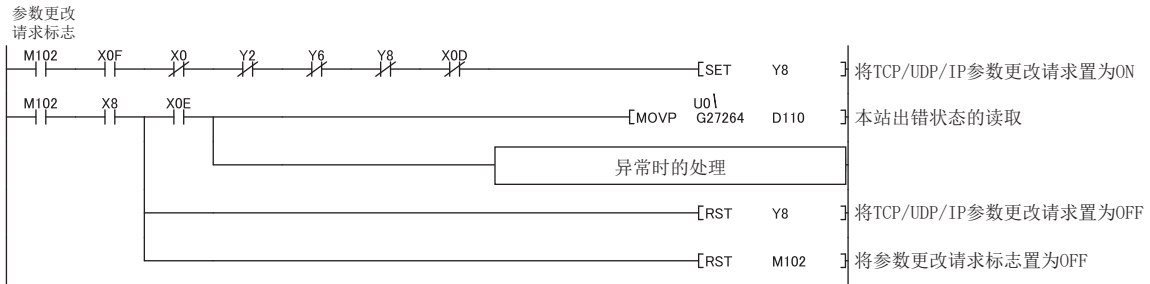 参数更改
请求标志
M102 X0F X0 Y2 Y6 Y8 X0D SET Y8 将TCP/UDP/IP参数更改请求置为ON
M102 X8 X0E MOVP U0\G27264 D110 本站出错状态的读取
异常时的处理
RST Y8 将TCP/UDP/IP参数更改请求置为OFF
RST M102 将参数更改请求标志置为OFF